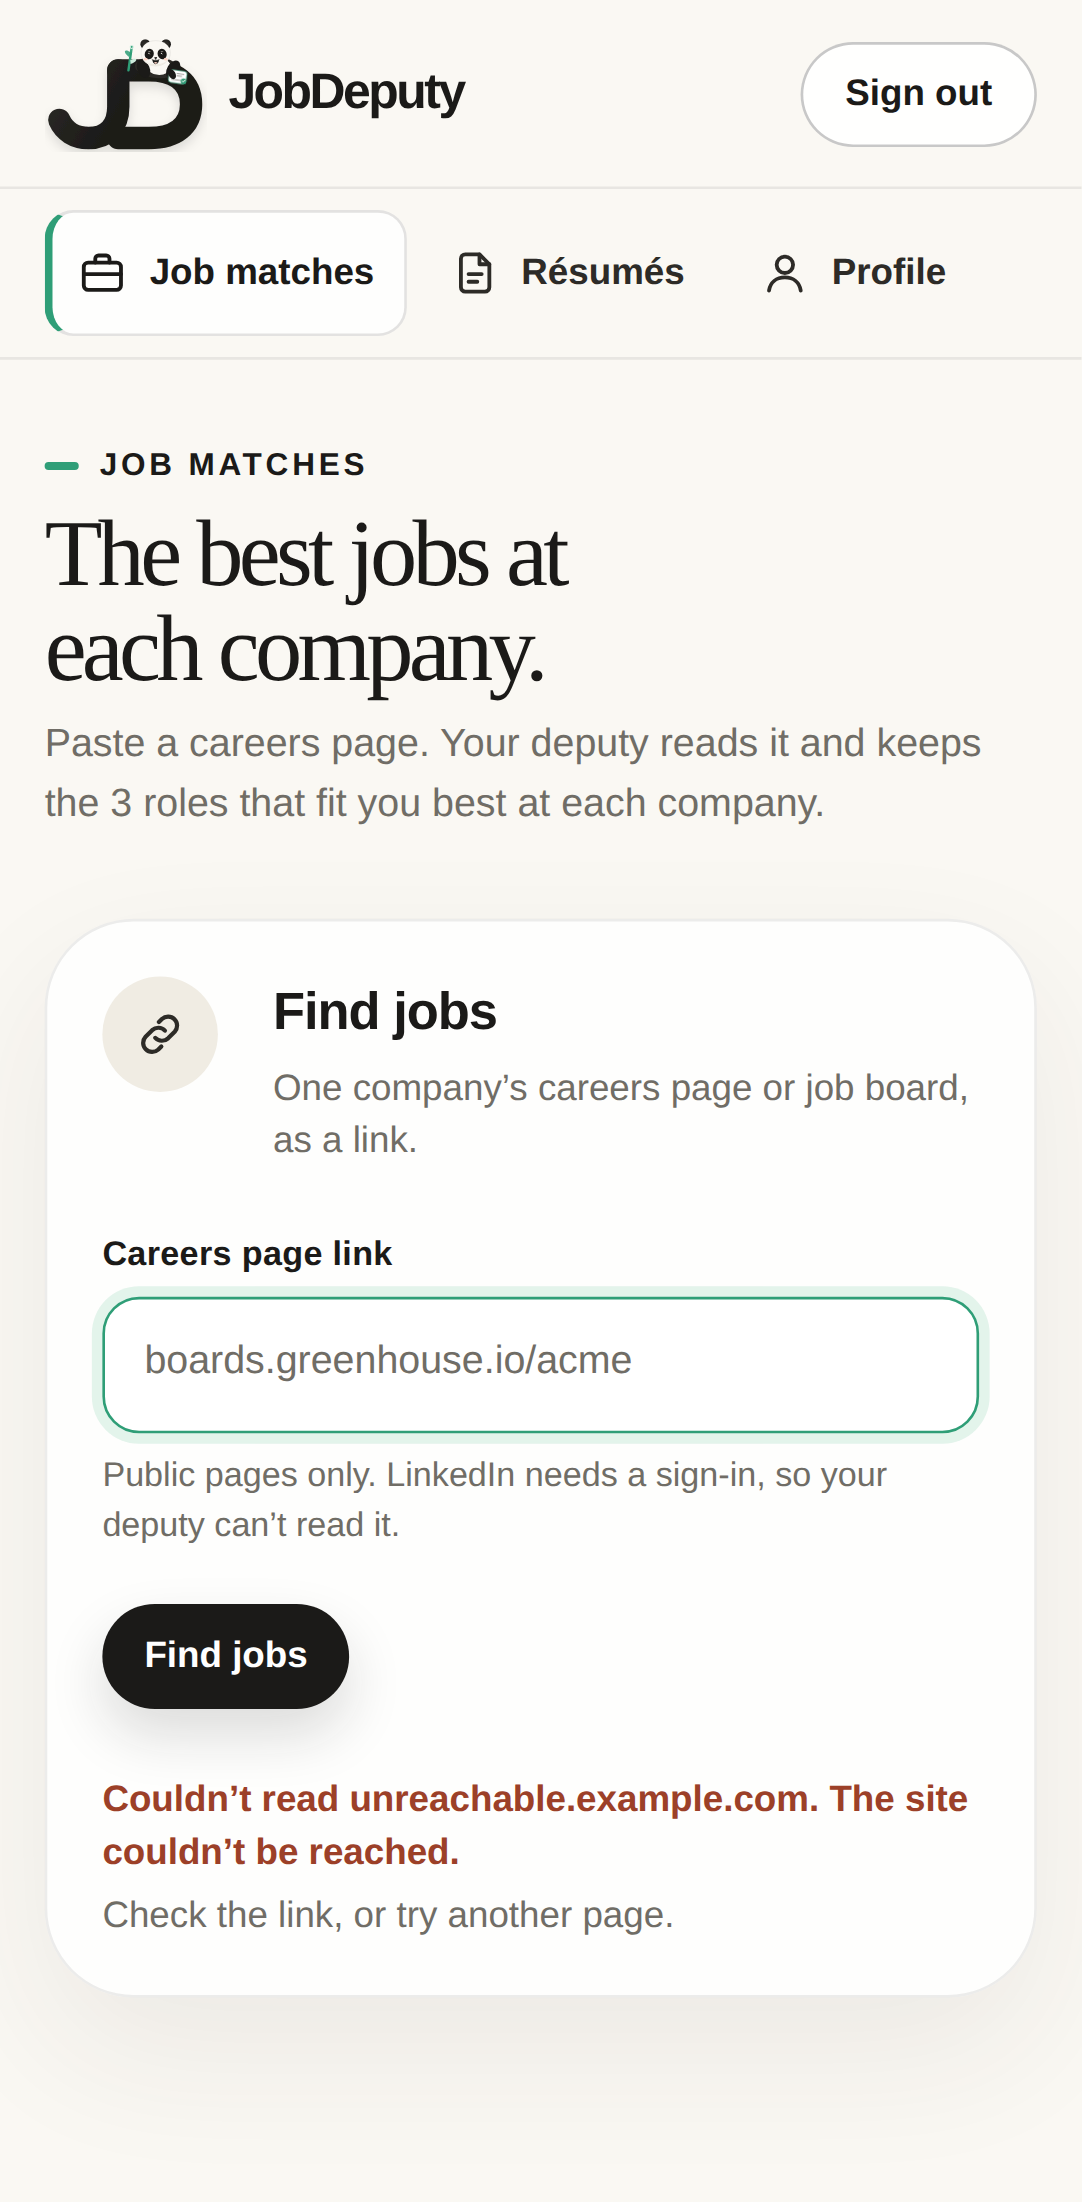 JobDeputy
Sign out
Job matches
Résumés
Profile
JOB MATCHES
The best jobs at
each company.
Paste a careers page. Your deputy reads it and keeps
the 3 roles that fit you best at each company.
Find jobs
One company’s careers page or job board,
as a link.
Careers page link
boards.greenhouse.io/acme
Public pages only. LinkedIn needs a sign-in, so your
deputy can’t read it.
Find jobs
Couldn’t read unreachable.example.com. The site
couldn’t be reached.
Check the link, or try another page.